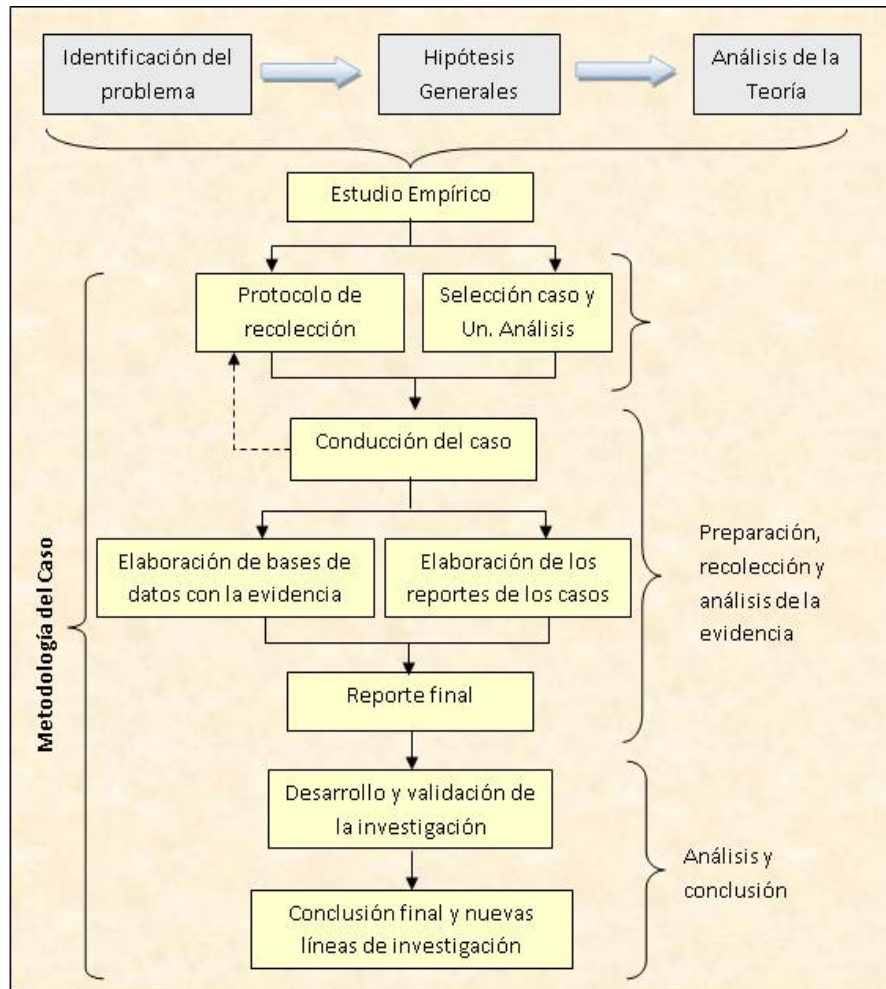 Identificación del
problema
Hipótesis
Generales
Análisis de la
Teoría
Estudio Empírico
Protocolo de
recolección
Selección caso y
Un. Análisis
Conducción del caso
Elaboración de bases de
datos con la evidencia
Elaboración de los
reportes de los casos
Preparación,
recolección y
análisis de la
evidencia
Metodología del Caso
Reporte final
Desarrollo y validación de
la investigación
Análisis y
conclusión
Conclusión final y nuevas
líneas de investigación